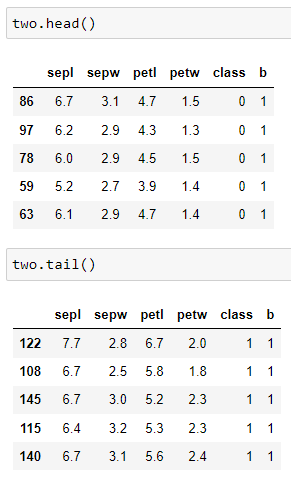 two.head()
sepl sepw petl petw class b
86 6.7 3.1 4.7 1.5 0 1
97 6.2 2.9 4.3 1.3 0 1
78 6.0 2.9 4.5 1.5 0 1
59 5.2 2.7 3.9 1.4 0 1
63 6.1 2.9 4.7 1.4 0 1
two.tail()
sepl sepw petl petw class b
122 7.7 2.8 6.7 2.0 1 1
108 6.7 2.5 5.8 1.8 1 1
145 6.7 3.0 5.2 2.3 1 1
115 6.4 3.2 5.3 2.3 1 1
140 6.7 3.1 5.6 2.4 1 1